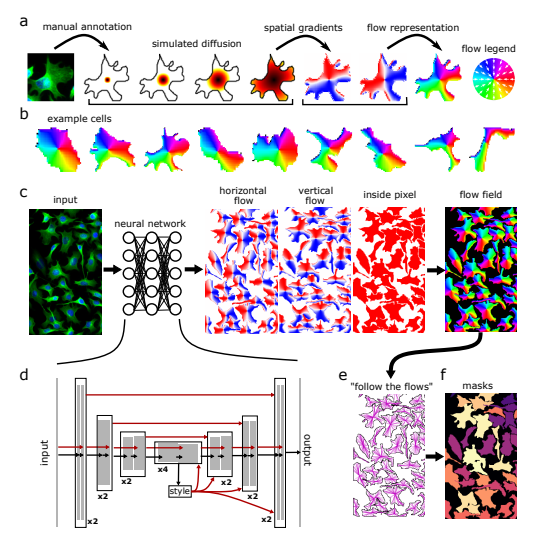 a
manual annotation
simulated diffusion
spatial gradients
flow representation
flow legend
b
example cells
c
input
neural network
horizontal
flow
vertical
flow
inside pixel
flow field
d
input
x2
x2
x2
x4
style
x2
x2
x2
output
e
"follow the flows"
f
masks